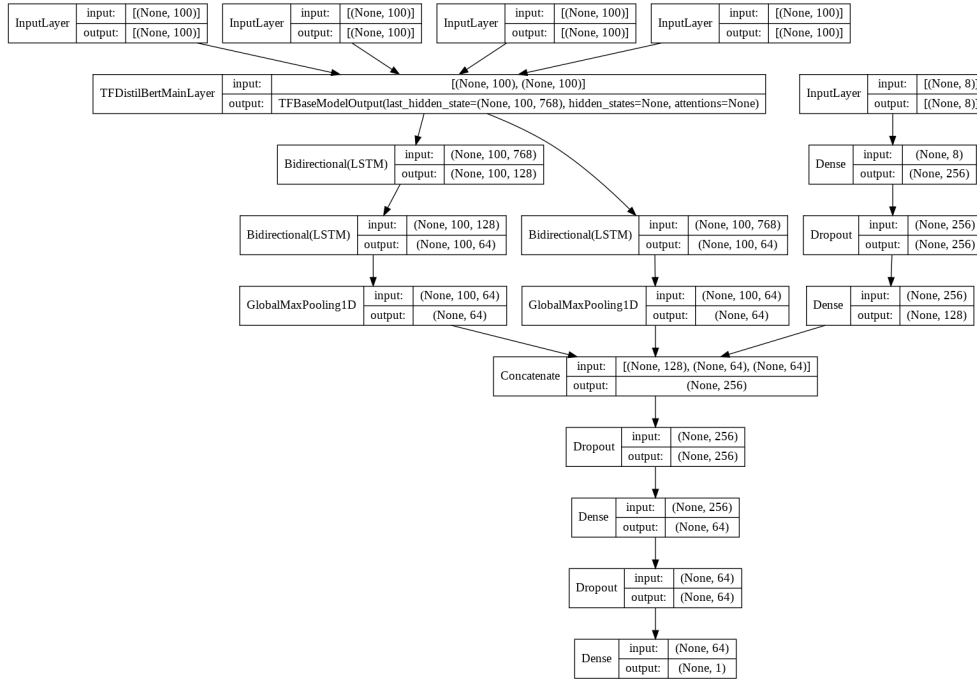 InputLayer input: [(None, 100)] output: [(None, 100)]
InputLayer input: [(None, 100)] output: [(None, 100)]
InputLayer input: [(None, 100)] output: [(None, 100)]
InputLayer input: [(None, 100)] output: [(None, 100)]
TFDistilBertMainLayer input: [(None, 100), (None, 100)] output: TFBaseModelOutput(last_hidden_state=(None, 100, 768), hidden_states=None, attentions=None)
InputLayer input: [(None, 8)] output: [(None, 8)]
Bidirectional(LSTM) input: (None, 100, 768) output: (None, 100, 128)
Dense input: (None, 8) output: (None, 256)
Bidirectional(LSTM) input: (None, 100, 128) output: (None, 100, 64)
Bidirectional(LSTM) input: (None, 100, 768) output: (None, 100, 64)
Dropout input: (None, 256) output: (None, 256)
GlobalMaxPooling1D input: (None, 100, 64) output: (None, 64)
GlobalMaxPooling1D input: (None, 100, 64) output: (None, 64)
Dense input: (None, 256) output: (None, 128)
Concatenate input: [(None, 128), (None, 64), (None, 64)] output: (None, 256)
Dropout input: (None, 256) output: (None, 256)
Dense input: (None, 256) output: (None, 64)
Dropout input: (None, 64) output: (None, 64)
Dense input: (None, 64) output: (None, 1)